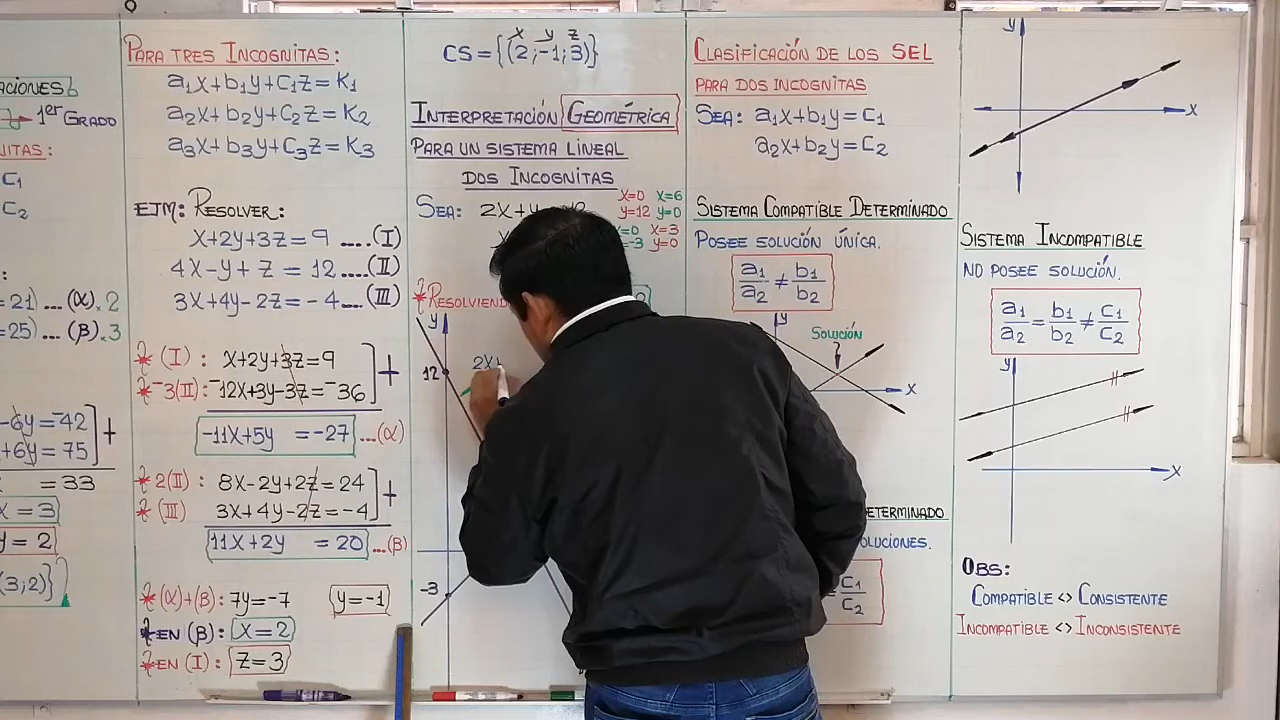 ACIONES
→ 1er GRADO
NITAS:
C1
C2
:
= 21) ... (α).2
= 25) ... (β).3
-6y = ‾42
+6y = 75] +
= 33
X = 3
y = 2
(3;2)}
PARA TRES INCOGNITAS:
a1X+b1y+C1Z = K1
a2X+b2y+C2Z = K2
a3X+b3y+C3Z = K3
EJM: RESOLVER:
X+2y+3Z = 9 ....(I)
4X-y+Z = 12 ....(II)
3X+4y-2Z = -4 ....(III)
* (I): X+2y+3Z = 9
* ‾3(II): ‾12X+3y-3Z = ‾36] +
-11X+5y = -27 ...(α)
* 2(II): 8X-2y+2Z = 24
* (III) 3X+4y-2Z = -4] +
11X+2y = 20 ...(β)
* (α)+(β): 7y = -7 y = -1
* EN (β): X = 2
* EN (I): Z = 3
X y Z
CS = {(2;-1;3)}
INTERPRETACIÓN GEOMÉTRICA
PARA UN SISTEMA LINEAL
DOS INCOGNITAS
X=0 X=6
SEA: 2X+y
y=12 y=0
X=3
=-3 y=0
* RESOLVIEND
y
12
2X+
-3
CLASIFICACIÓN DE LOS SEL
PARA DOS INCOGNITAS
SEA: a1X+b1y = C1
a2X+b2y = C2
SISTEMA COMPATIBLE DETERMINADO
POSEE SOLUCIÓN ÚNICA.
a1/a2 ≠ b1/b2
y
SOLUCIÓN
X
ETERMINADO
OLUCIONES.
= C1/C2
y
X
SISTEMA INCOMPATIBLE
NO POSEE SOLUCIÓN.
a1/a2 = b1/b2 ≠ C1/C2
y
X
OBS:
COMPATIBLE <> CONSISTENTE
INCOMPATIBLE <> INCONSISTENTE